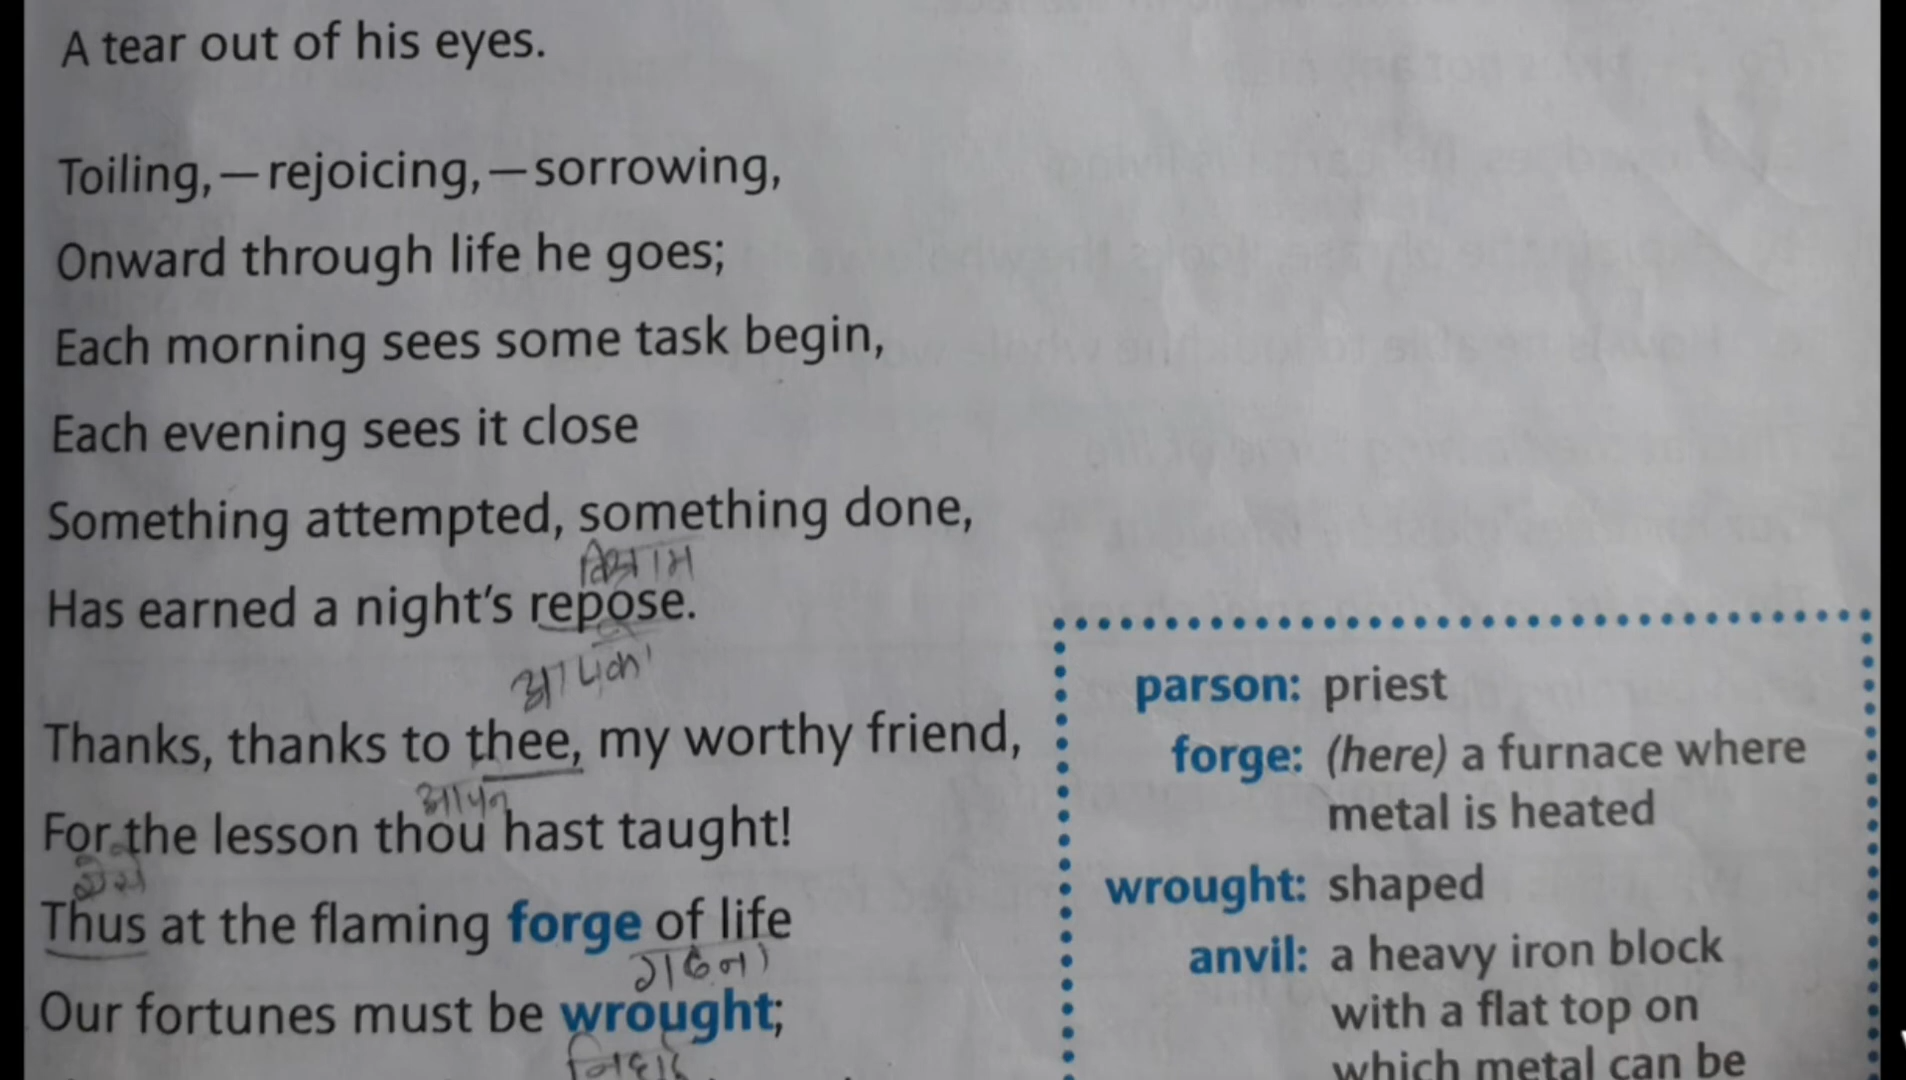 A tear out of his eyes.
Toiling,—rejoicing,—sorrowing,
Onward through life he goes;
Each morning sees some task begin,
Each evening sees it close
Something attempted, something done,
विश्राम
Has earned a night's repose.
आपका
Thanks, thanks to thee, my worthy friend,
आपने
For the lesson thou hast taught!
Thus at the flaming forge of life
गढ़ना
Our fortunes must be wrought;
parson: priest
forge: (here) a furnace where
metal is heated
wrought: shaped
anvil: a heavy iron block
with a flat top on
which metal can be